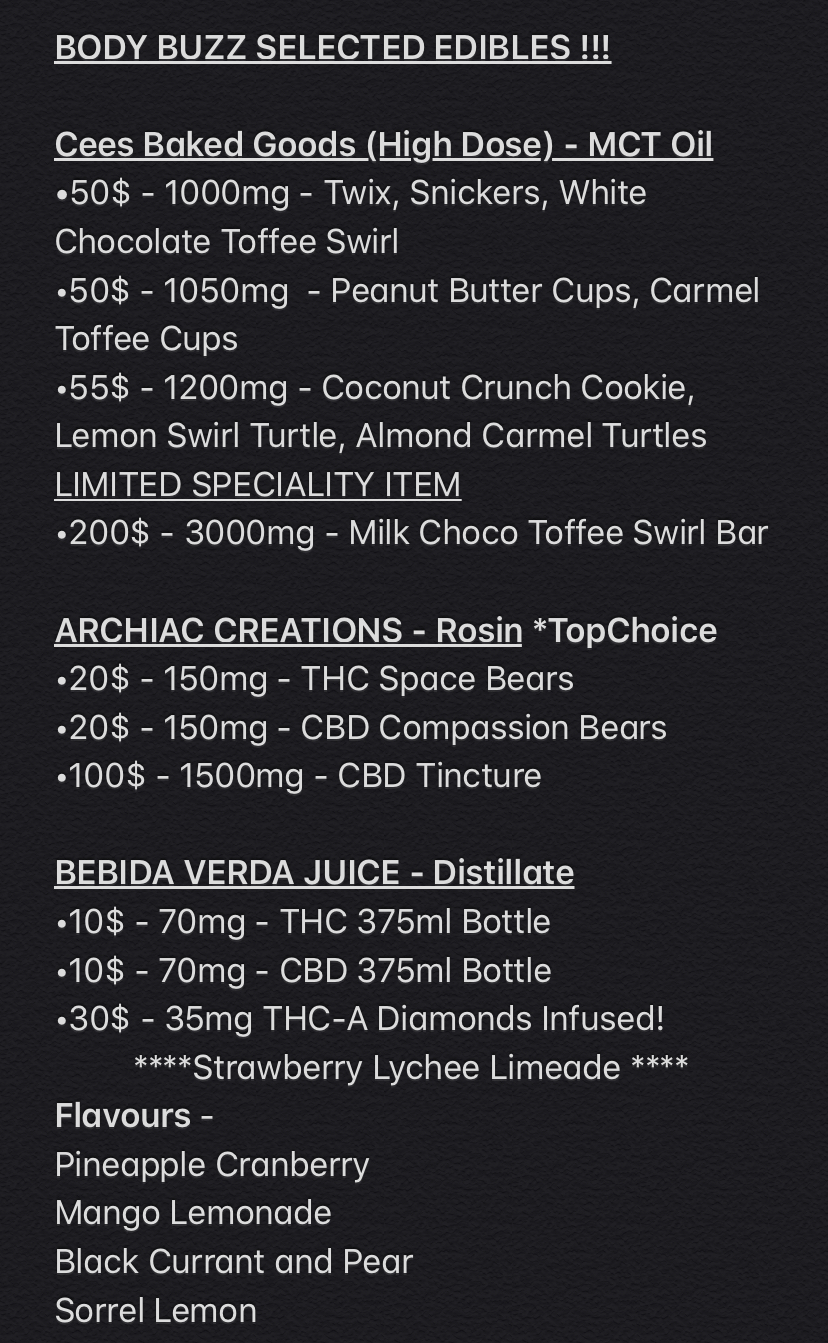 BODY BUZZ SELECTED EDIBLES !!!
Cees Baked Goods (High Dose) - MCT Oil
•50$ - 1000mg - Twix, Snickers, White
Chocolate Toffee Swirl
•50$ - 1050mg  - Peanut Butter Cups, Carmel
Toffee Cups
•55$ - 1200mg - Coconut Crunch Cookie,
Lemon Swirl Turtle, Almond Carmel Turtles
LIMITED SPECIALITY ITEM
•200$ - 3000mg - Milk Choco Toffee Swirl Bar
ARCHIAC CREATIONS - Rosin *TopChoice
•20$ - 150mg - THC Space Bears
•20$ - 150mg - CBD Compassion Bears
•100$ - 1500mg - CBD Tincture
BEBIDA VERDA JUICE - Distillate
•10$ - 70mg - THC 375ml Bottle
•10$ - 70mg - CBD 375ml Bottle
•30$ - 35mg THC-A Diamonds Infused!
****Strawberry Lychee Limeade ****
Flavours -
Pineapple Cranberry
Mango Lemonade
Black Currant and Pear
Sorrel Lemon